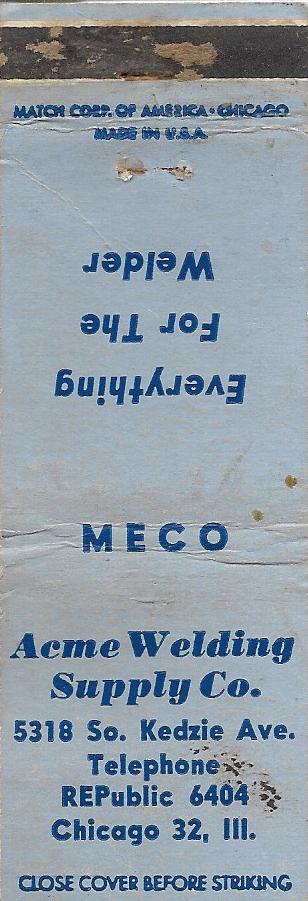 MATCH CORP. OF AMERICA • CHICAGO
MADE IN U.S.A.
Everything
For The
Welder
MECO
Acme Welding
Supply Co.
5318 So. Kedzie Ave.
Telephone
REPublic 6404
Chicago 32, Ill.
CLOSE COVER BEFORE STRIKING